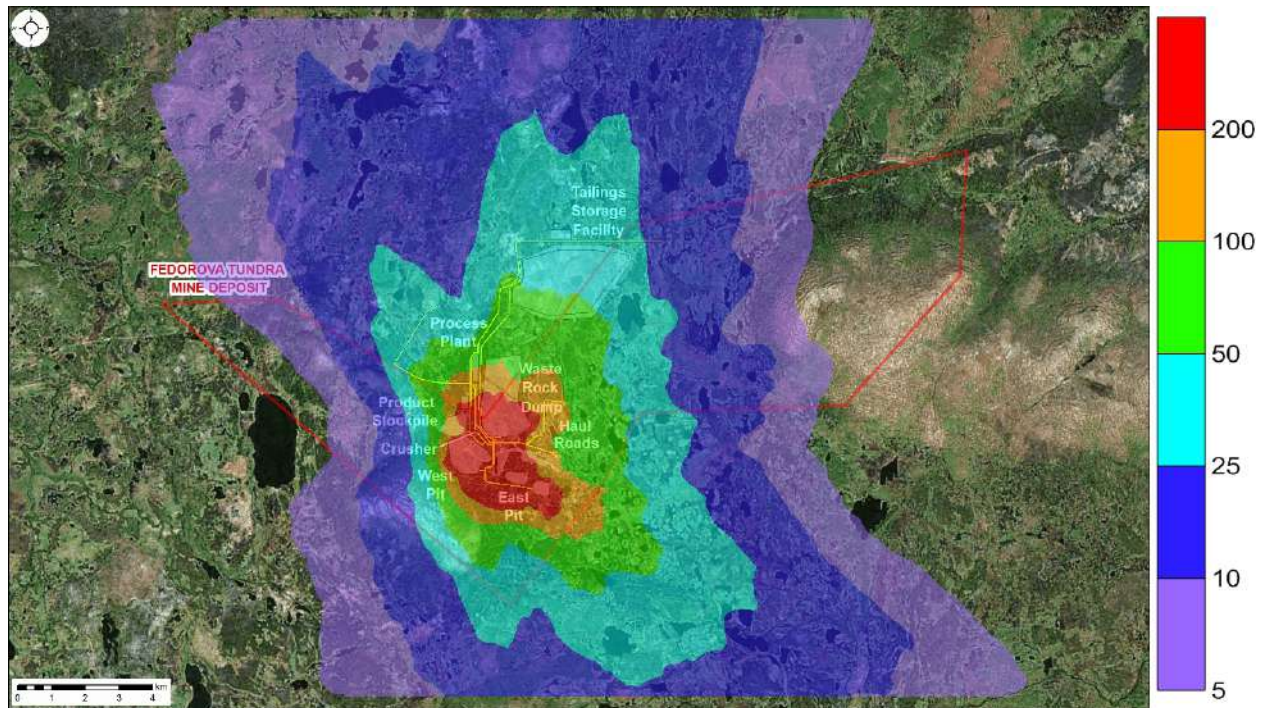 200
100
50
25
10
5
Tailings
Storage
Facility
FEDOROVA TUNDRA
MINE DEPOSIT
Process
Plant
Waste
Rock
Dump
Product
Stockpile
Haul
Roads
Crusher
West
Pit
East
Pit
km
0 1 2 3 4